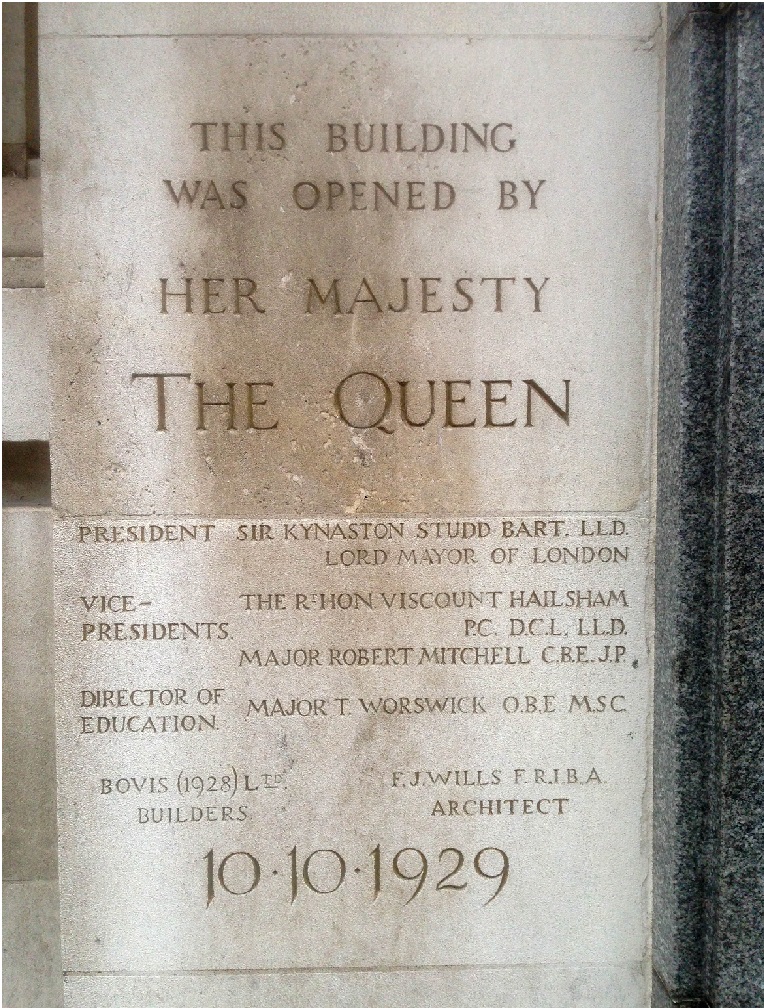 THIS BUILDING
WAS OPENED BY
HER MAJESTY
THE QUEEN
PRESIDENT SIR KYNASTON STUDD BART. LL.D.
LORD MAYOR OF LONDON
VICE- THE RT HON. VISCOUNT HAILSHAM
PRESIDENTS. P.C. D.C.L. LL.D.
MAJOR ROBERT MITCHELL C.B.E. J.P.
DIRECTOR OF MAJOR T. WORSWICK O.B.E M.SC.
EDUCATION.
BOVIS (1928) LTD. F.J. WILLS F.R.I.B.A.
BUILDERS ARCHITECT
10·10·1929